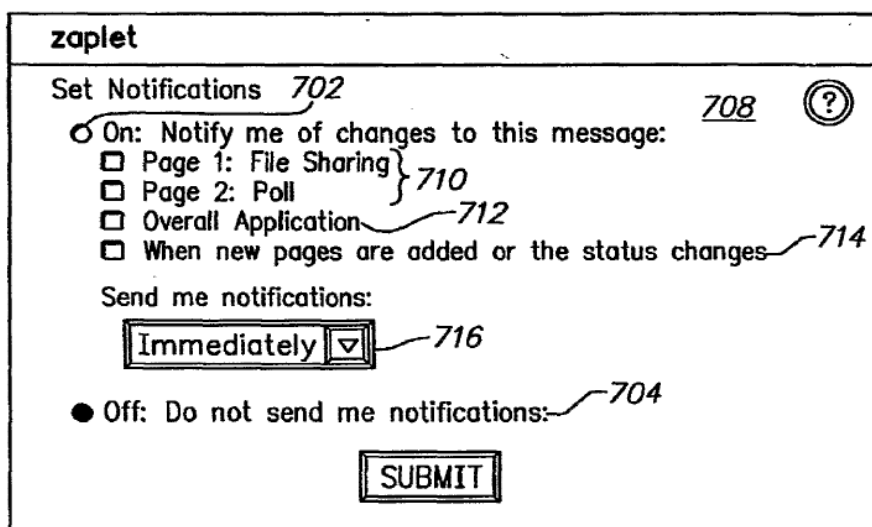 zaplet
Set Notifications 702
708 ?
On: Notify me of changes to this message:
Page 1: File Sharing
710
Page 2: Poll
Overall Application 712
When new pages are added or the status changes 714
Send me notifications:
Immediately 716
Off: Do not send me notifications: 704
SUBMIT